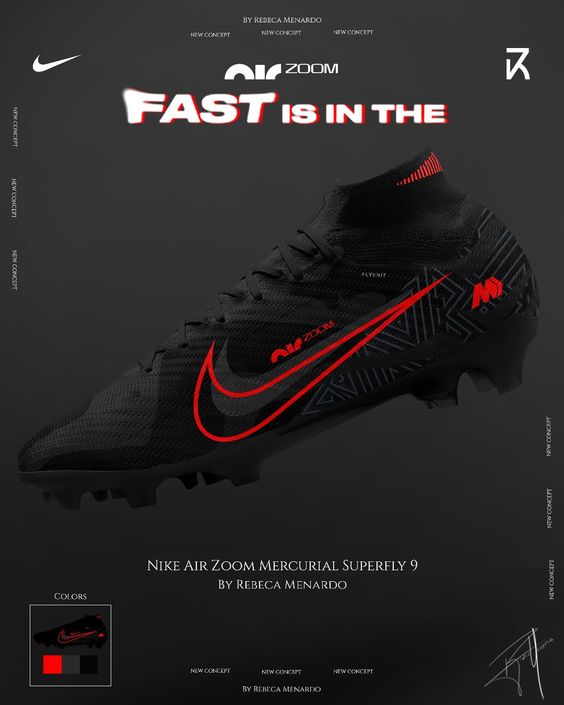 BY REBECA MENARDO
NEW CONCEPT NEW CONCEPT NEW CONCEPT
AIR ZOOM
FAST IS IN THE
NEW CONCEPT
NEW CONCEPT
NEW CONCEPT
FLYKNIT
AIR ZOOM
NEW CONCEPT
NEW CONCEPT
NEW CONCEPT
NIKE AIR ZOOM MERCURIAL SUPERFLY 9
BY REBECA MENARDO
COLORS
NEW CONCEPT NEW CONCEPT NEW CONCEPT
BY REBECA MENARDO